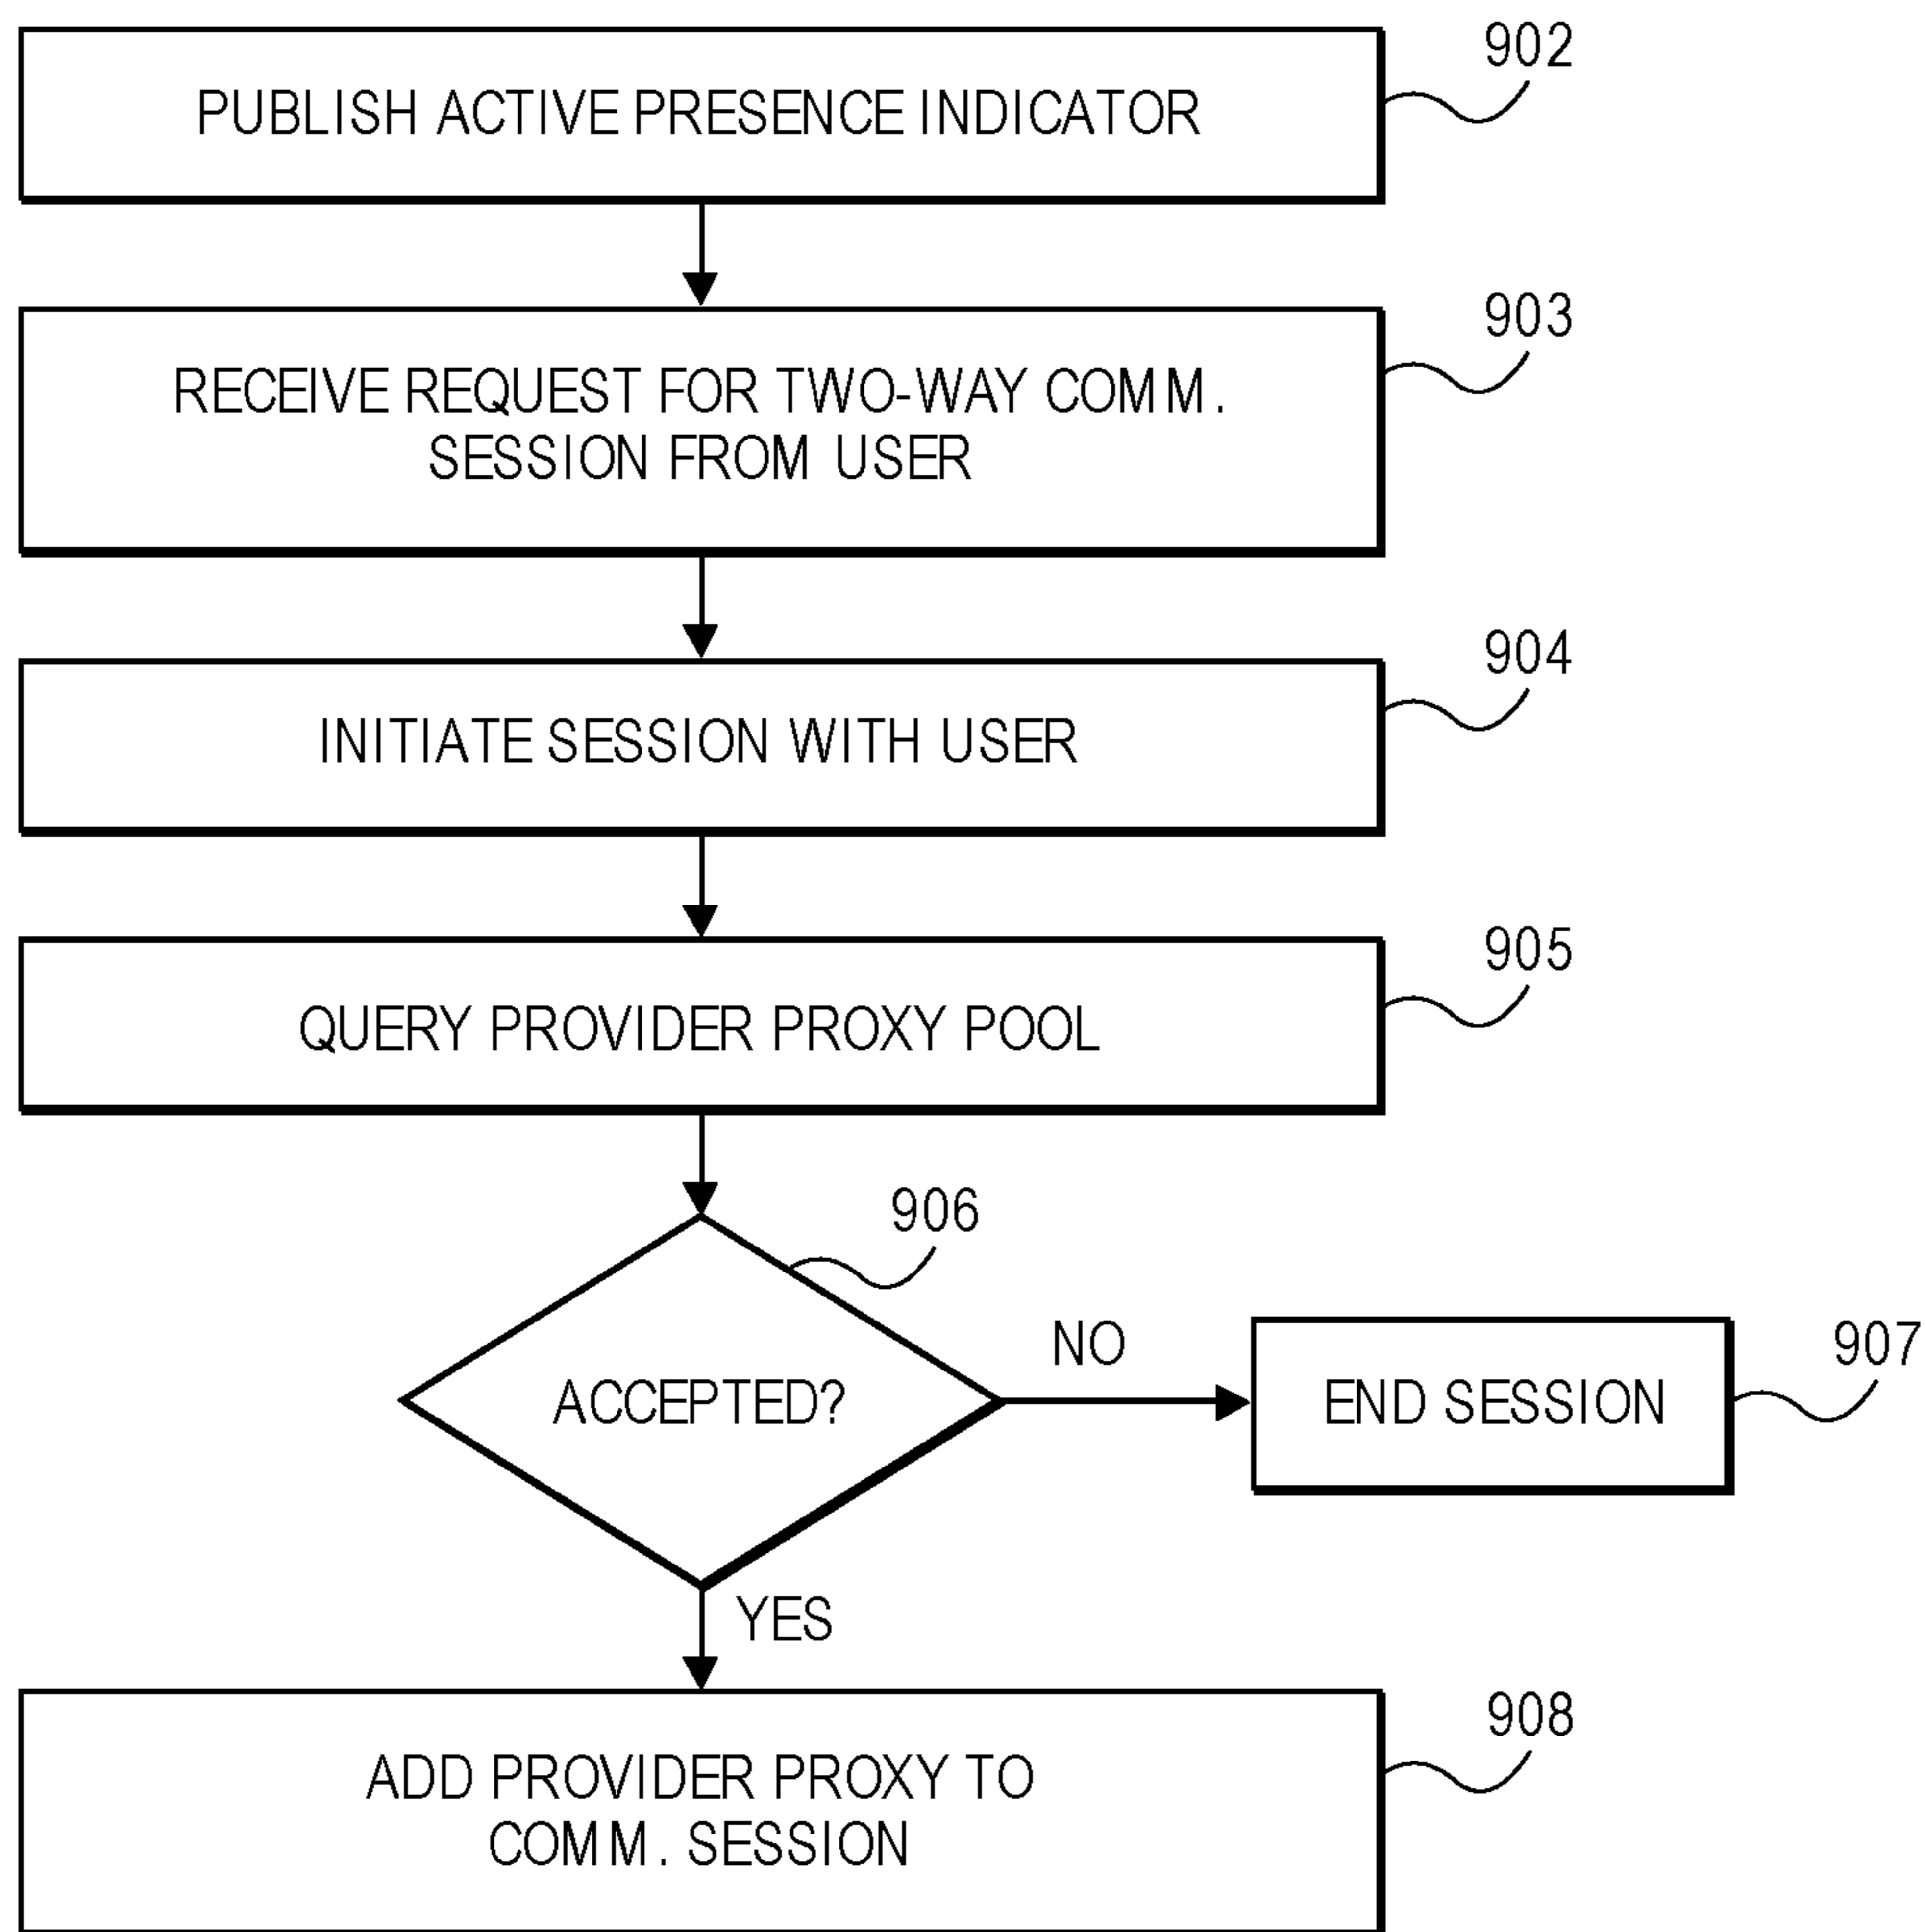 902
PUBLISH ACTIVE PRESENCE INDICATOR
903
RECEIVE REQUEST FOR TWO-WAY COMM.
SESSION FROM USER
904
INITIATE SESSION WITH USER
905
QUERY PROVIDER PROXY POOL
906
ACCEPTED?
NO
END SESSION
907
YES
908
ADD PROVIDER PROXY TO
COMM. SESSION